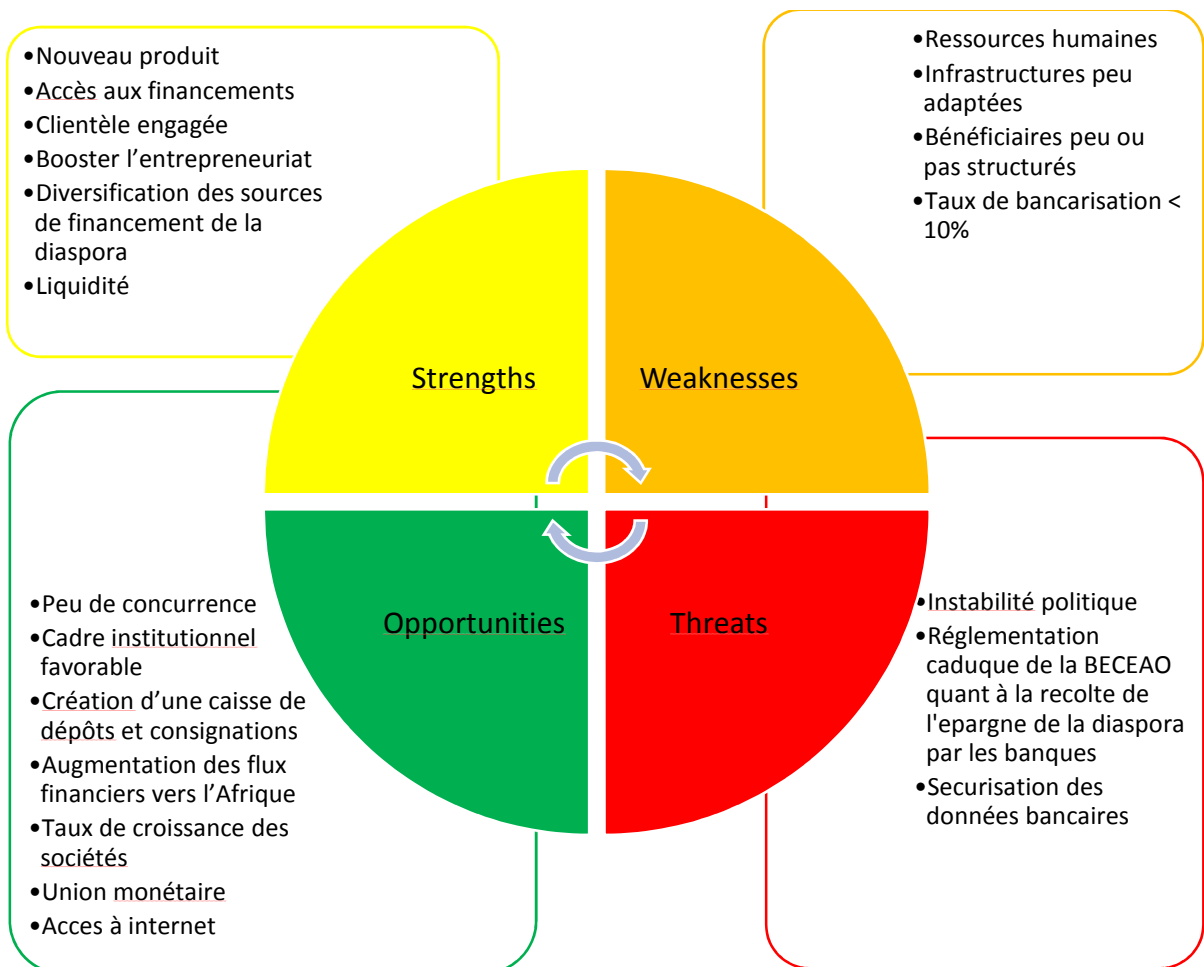 •Nouveau produit
•Accès aux financements
•Clientèle engagée
•Booster l'entrepreneuriat
•Diversification des sources
de financement de la
diaspora
•Liquidité
•Ressources humaines
•Infrastructures peu
adaptées
•Bénéficiaires peu ou
pas structurés
•Taux de bancarisation <
10%
Strengths
Weaknesses
Opportunities
Threats
•Peu de concurrence
•Cadre institutionnel
favorable
•Création d'une caisse de
dépôts et consignations
•Augmentation des flux
financiers vers l'Afrique
•Taux de croissance des
sociétés
•Union monétaire
•Acces à internet
•Instabilité politique
•Réglementation
caduque de la BECEAO
quant à la recolte de
l'epargne de la diaspora
par les banques
•Securisation des
données bancaires